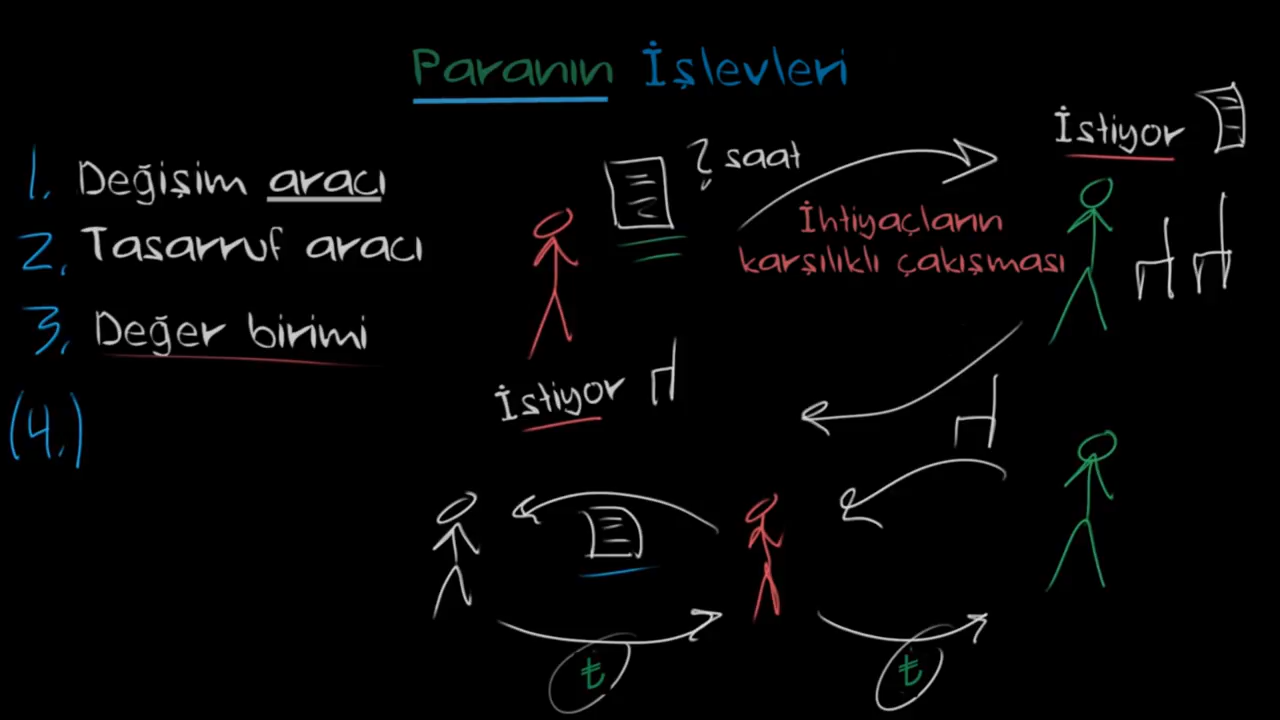 Paranın İşlevleri
1. Değişim aracı
2. Tasarruf aracı
3. Değer birimi
(4.)
? saat
İstiyor
İhtiyaçların
karşılıklı çakışması
İstiyor
₺
₺